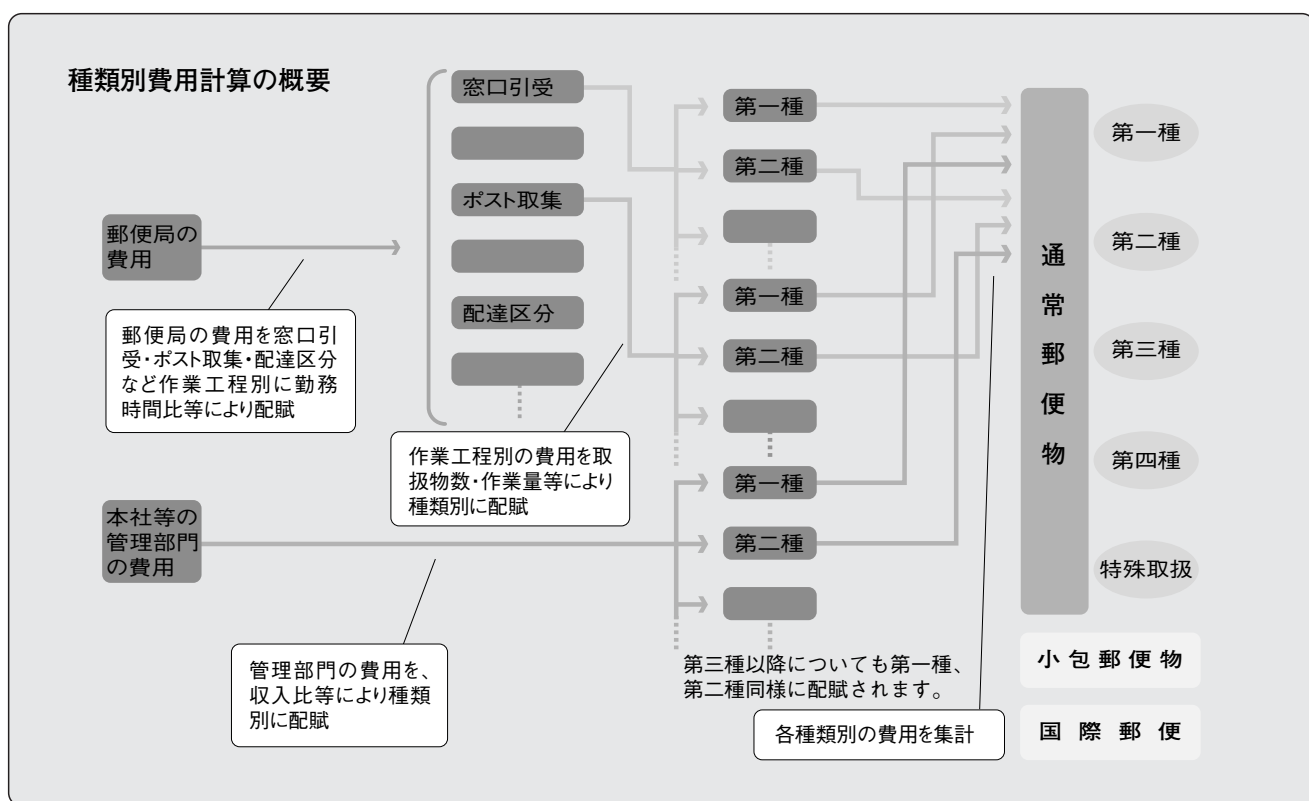 種類別費用計算の概要
郵便局の
費用
郵便局の費用を窓口引
受・ポスト取集・配達区分
など作業工程別に勤務
時間比等により配賦
本社等の
管理部門
の費用
管理部門の費用を、
収入比等により種類
別に配賦
窓口引受
ポスト取集
配達区分
作業工程別の費用を取
扱物数・作業量等により
種類別に配賦
第一種
第二種
第一種
第二種
第一種
第二種
第三種以降についても第一種、
第二種同様に配賦されます。
各種類別の費用を集計
通常郵便物
第一種
第二種
第三種
第四種
特殊取扱
小包郵便物
国際郵便